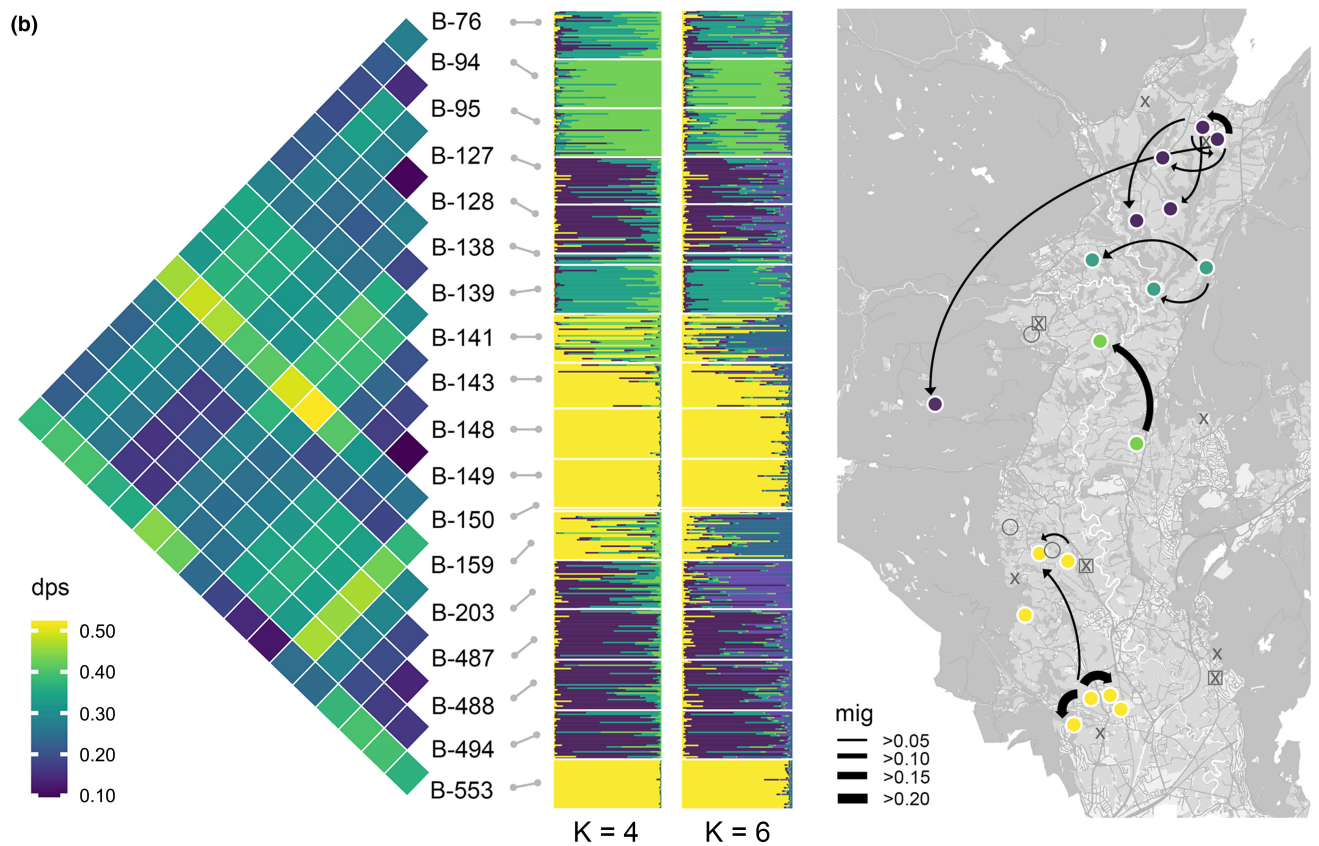 (b)
B-76
B-94
B-95
B-127
B-128
B-138
B-139
B-141
B-143
B-148
B-149
B-150
B-159
B-203
B-487
B-488
B-494
B-553
dps
0.50
0.40
0.30
0.20
0.10
K = 4
K = 6
X
X
X
X
X
X
X
X
X
X
mig
>0.05
>0.10
>0.15
>0.20